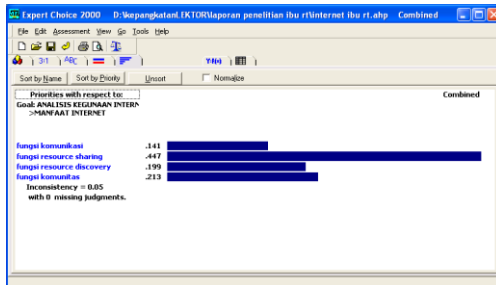 Expert Choice 2000 D:\kepangkatan\LEKTOR\laporan penelitian ibu rt\internet ibu rt.ahp Combined
File Edit Assessment View Go Tools Help
3:1 ABC Y=f(x)
Sort by Name Sort by Priority Unsort Normalize
Priorities with respect to: Combined
Goal: ANALISIS KEGUNAAN INTERN
>MANFAAT INTERNET
fungsi komunikasi .141
fungsi resource sharing .447
fungsi resource discovery .199
fungsi komunitas .213
Inconsistency = 0.05
with 0 missing judgments.